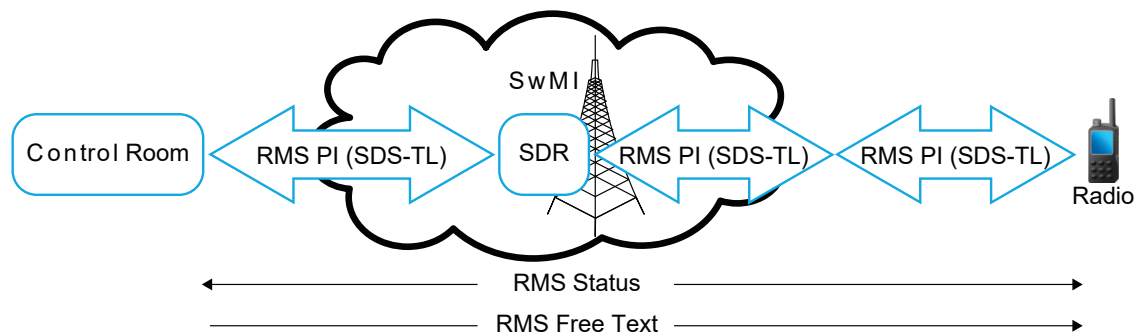 SwMI
Control Room
RMS PI (SDS-TL)
SDR
RMS PI (SDS-TL)
RMS PI (SDS-TL)
Radio
RMS Status
RMS Free Text